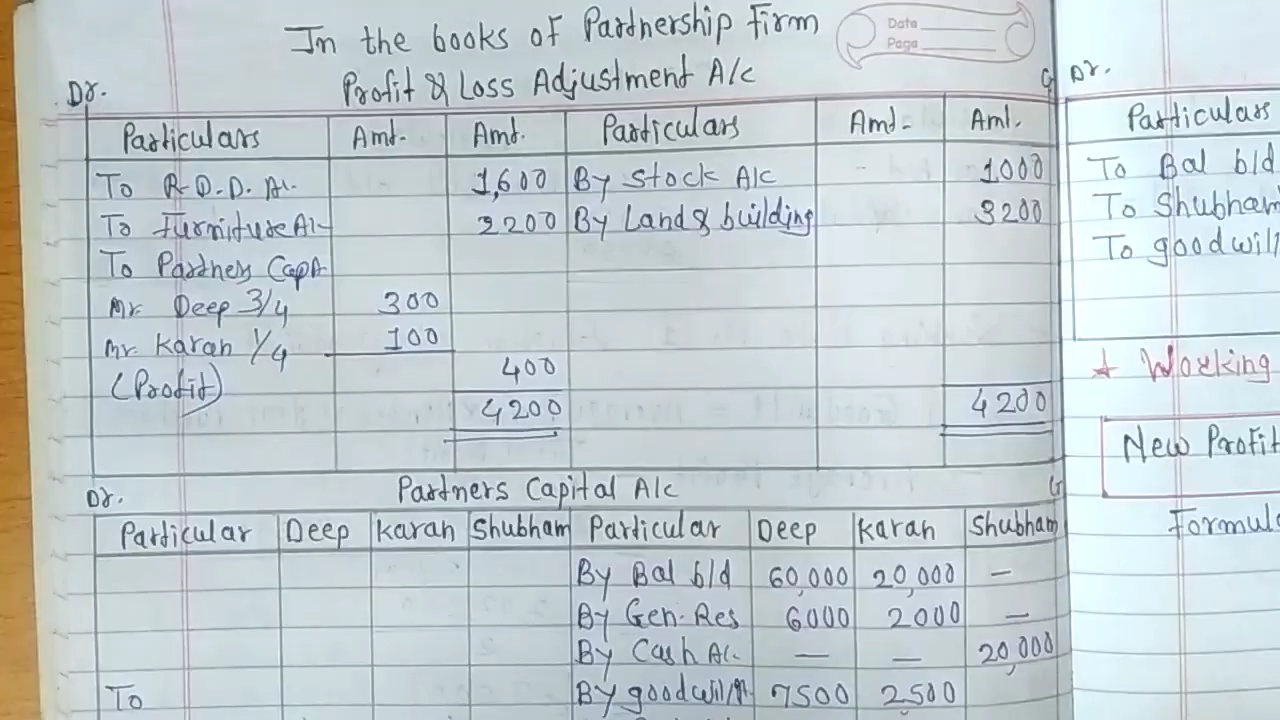 In the books of Partnership Firm
Data
Page
Profit & Loss Adjustment A/c
Dr. Cr
Particulars Amt. Amt. Particulars Amt. Amt.
To R.D.D. A/c 1,600 By Stock A/c 1000
To Furniture A/c 2200 By Land & building 3200
To Partners Cap A
Mr. Deep 3/4 300
Mr. Karan 1/4 100
400
(Profit) 4200 4200
Partners Capital A/c
Dr. Cr
Particular Deep Karan Shubham Particular Deep Karan Shubham
By Bal b/d 60,000 20,000 —
By Gen. Res 6000 2000 —
By Cash A/c — — 20,000
To By goodwill 7500 2500
Dr.
Particulars
To Bal b/d
To Shubham
To goodwill
Working
New Profit
Formula